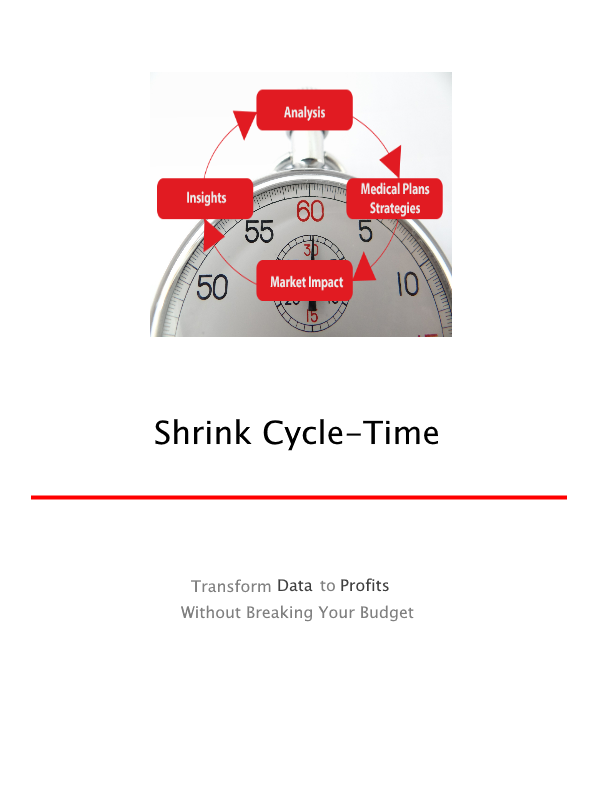 Analysis
Insights
Medical Plans
Strategies
60
55
5
30
Market Impact
50
10
15
Shrink Cycle-Time
Transform Data to Profits
Without Breaking Your Budget